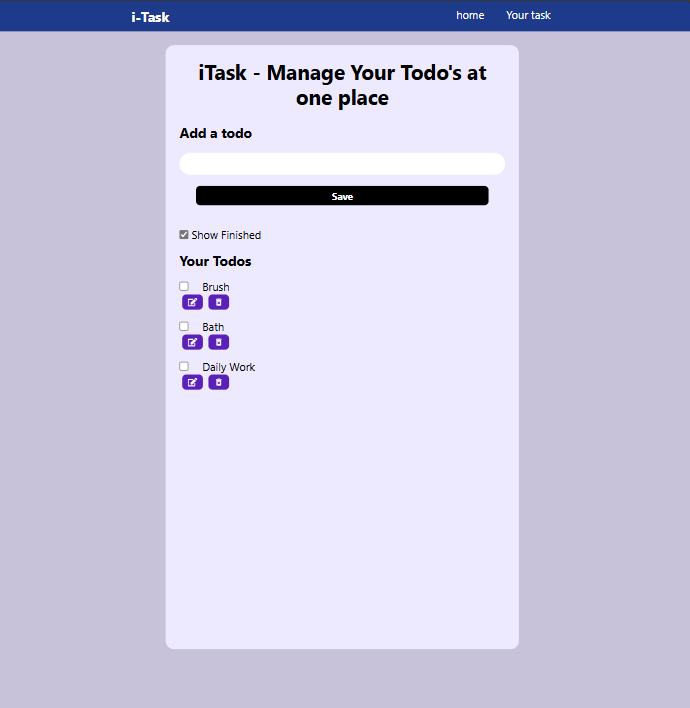 i-Task
home
Your task
iTask - Manage Your Todo's at
one place
Add a todo
Save
Show Finished
Your Todos
Brush
Bath
Daily Work